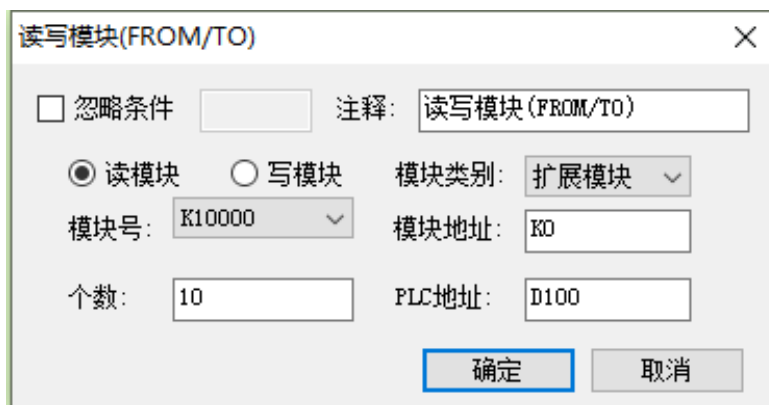 读写模块(FROM/TO)
忽略条件 注释: 读写模块(FROM/TO)
读模块 写模块 模块类别: 扩展模块
模块号: K10000 模块地址: K0
个数: 10 PLC地址: D100
确定 取消